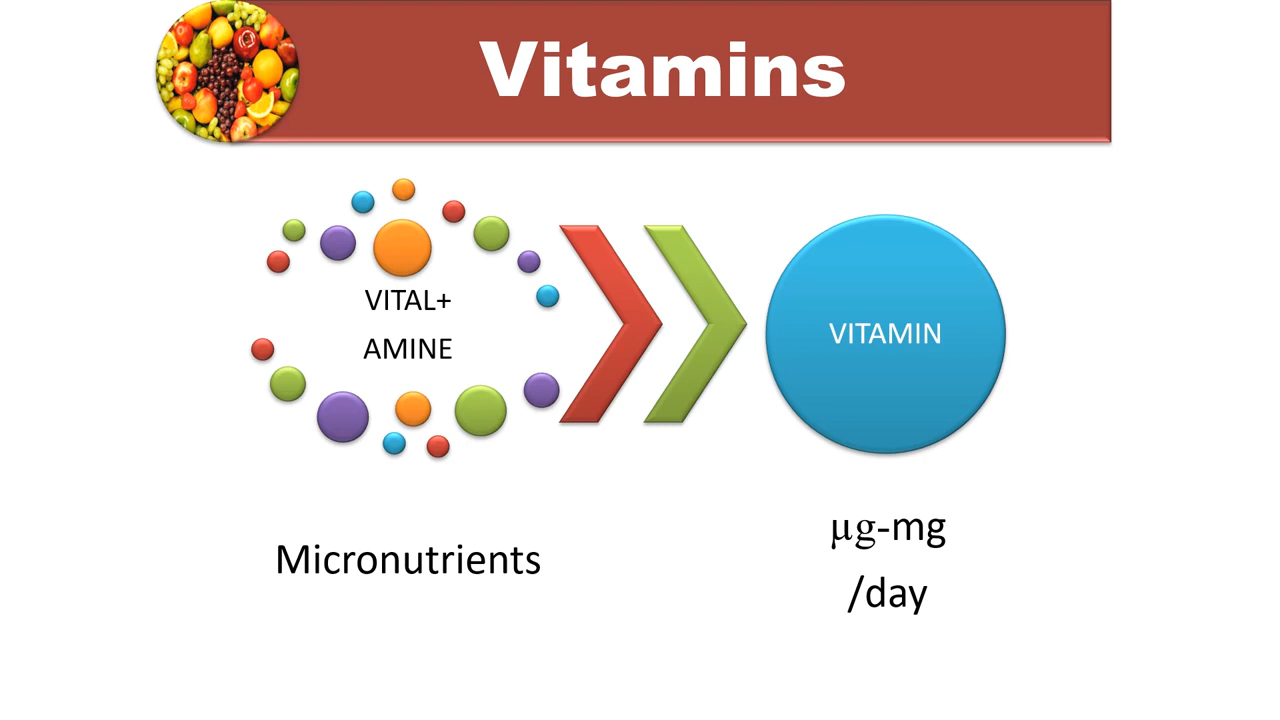 Vitamins
VITAL+
AMINE
VITAMIN
Micronutrients
µg-mg
/day